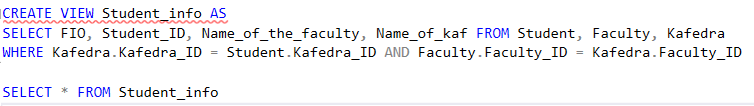 CREATE VIEW Student_info AS
SELECT FIO, Student_ID, Name_of_the_faculty, Name_of_kaf FROM Student, Faculty, Kafedra
WHERE Kafedra.Kafedra_ID = Student.Kafedra_ID AND Faculty.Faculty_ID = Kafedra.Faculty_ID
SELECT * FROM Student_info